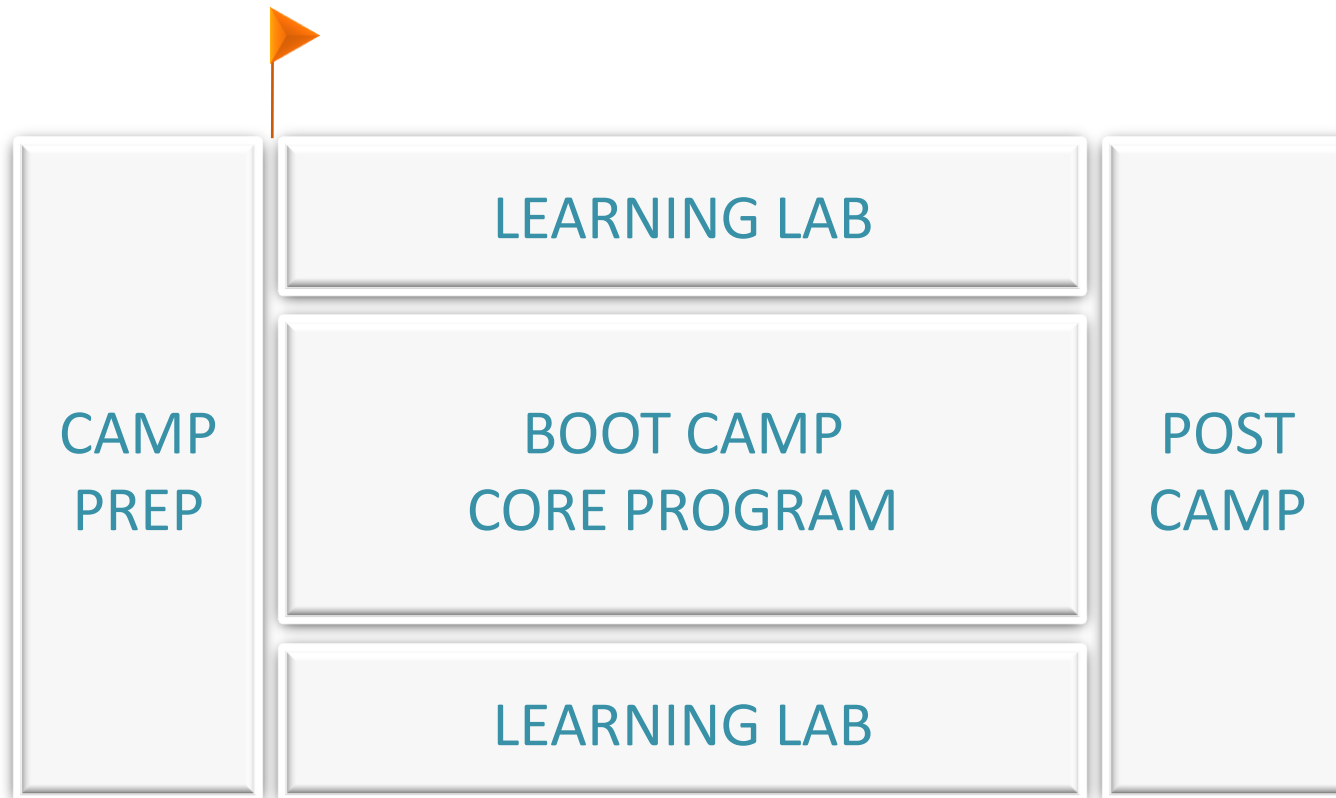 CAMP
PREP
LEARNING LAB
BOOT CAMP
CORE PROGRAM
LEARNING LAB
POST
CAMP